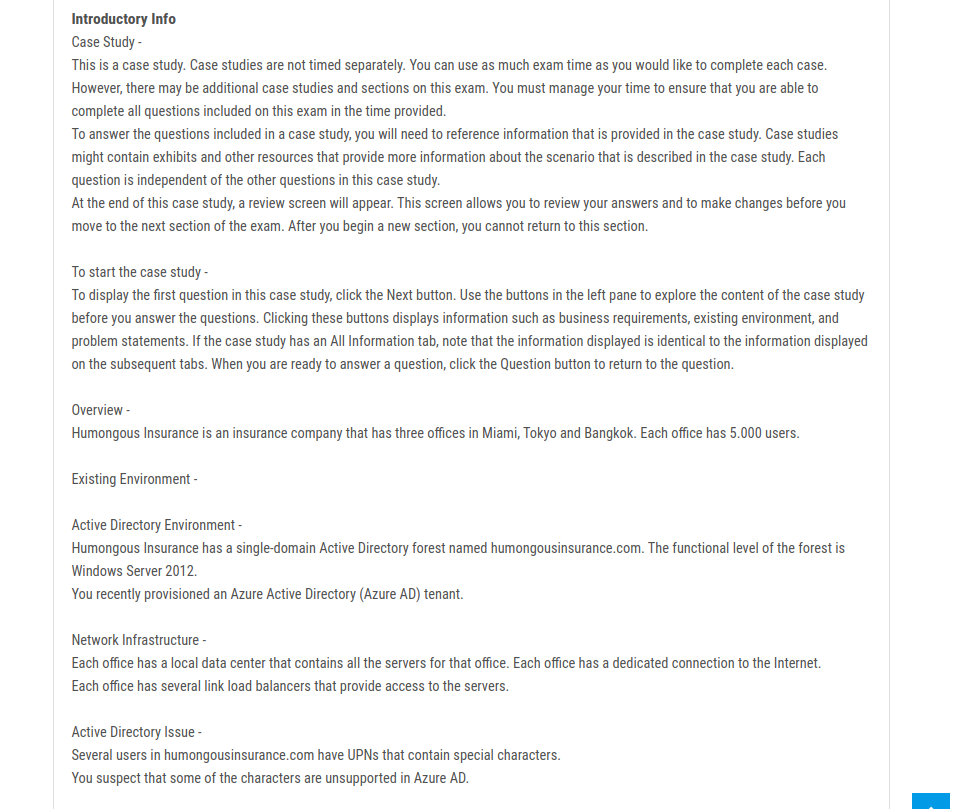 Introductory Info
Case Study -
This is a case study. Case studies are not timed separately. You can use as much exam time as you would like to complete each case.
However, there may be additional case studies and sections on this exam. You must manage your time to ensure that you are able to
complete all questions included on this exam in the time provided.
To answer the questions included in a case study, you will need to reference information that is provided in the case study. Case studies
might contain exhibits and other resources that provide more information about the scenario that is described in the case study. Each
question is independent of the other questions in this case study.
At the end of this case study, a review screen will appear. This screen allows you to review your answers and to make changes before you
move to the next section of the exam. After you begin a new section, you cannot return to this section.
To start the case study -
To display the first question in this case study, click the Next button. Use the buttons in the left pane to explore the content of the case study
before you answer the questions. Clicking these buttons displays information such as business requirements, existing environment, and
problem statements. If the case study has an All Information tab, note that the information displayed is identical to the information displayed
on the subsequent tabs. When you are ready to answer a question, click the Question button to return to the question.
Overview -
Humongous Insurance is an insurance company that has three offices in Miami, Tokyo and Bangkok. Each office has 5.000 users.
Existing Environment -
Active Directory Environment -
Humongous Insurance has a single-domain Active Directory forest named humongousinsurance.com. The functional level of the forest is
Windows Server 2012.
You recently provisioned an Azure Active Directory (Azure AD) tenant.
Network Infrastructure -
Each office has a local data center that contains all the servers for that office. Each office has a dedicated connection to the Internet.
Each office has several link load balancers that provide access to the servers.
Active Directory Issue -
Several users in humongousinsurance.com have UPNs that contain special characters.
You suspect that some of the characters are unsupported in Azure AD.